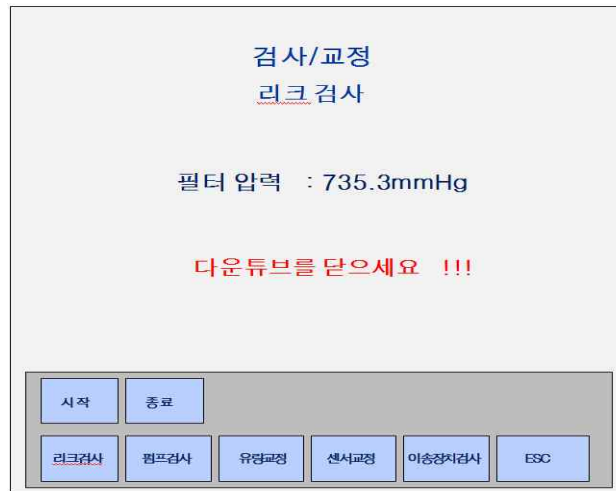 검사/교정
리크 검사
필터 압력 : 735.3mmHg
다운튜브를 닫으세요 !!!
시작 종료
리크검사 펌프검사 유량교정 센서교정 이송장치검사 ESC